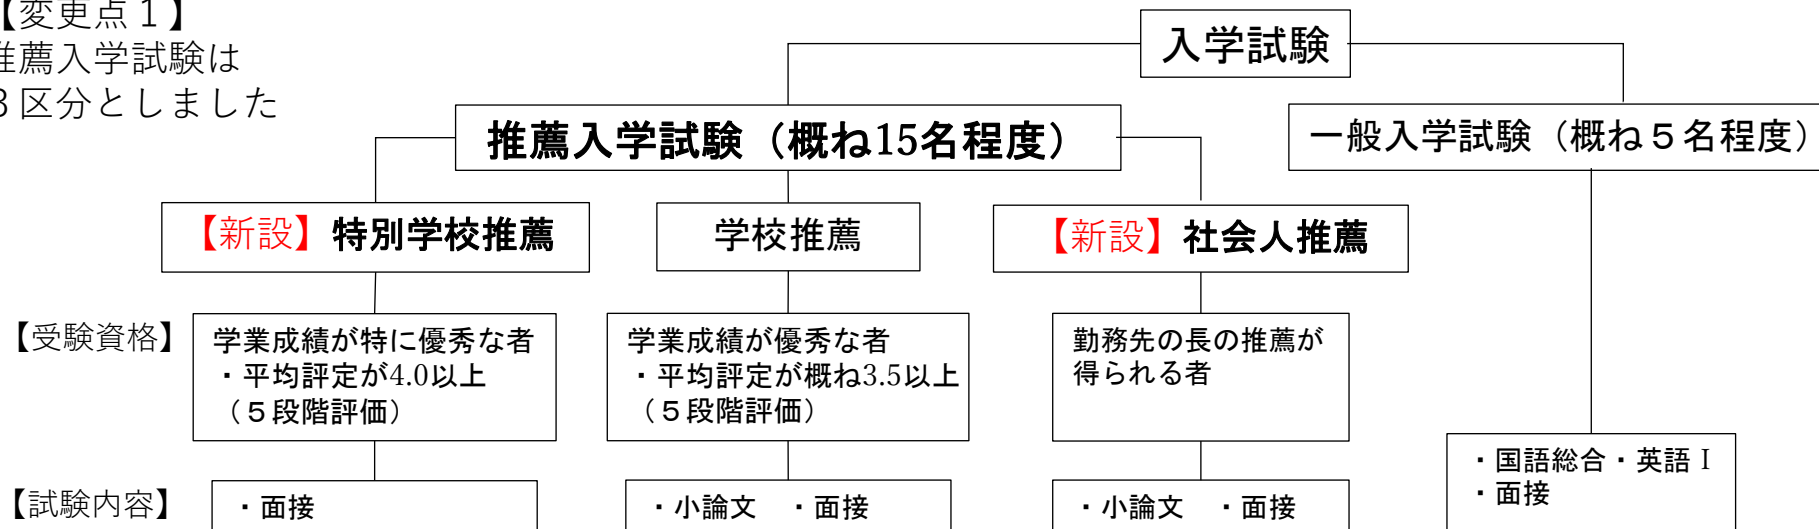 【変更点１】
推薦入学試験は
３区分としました
入学試験
推薦入学試験（概ね15名程度）
一般入学試験（概ね５名程度）
【新設】特別学校推薦
学校推薦
【新設】社会人推薦
【受験資格】
学業成績が特に優秀な者
・平均評定が4.0以上
（５段階評価）
学業成績が優秀な者
・平均評定が概ね3.5以上
（５段階評価）
勤務先の長の推薦が
得られる者
【試験内容】
・面接
・小論文　・面接
・小論文　・面接
・国語総合・英語Ⅰ
・面接